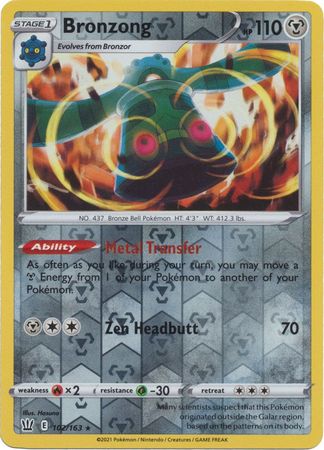 STAGE 1
Bronzong
HP 110
Evolves from Bronzor
NO. 437 Bronze Bell Pokémon HT: 4'3" WT: 412.3 lbs.
Ability
Metal Transfer
As often as you like during your turn, you may move a
Energy from 1 of your Pokémon to another of your
Pokémon.
Zen Headbutt 70
weakness ×2 resistance -30 retreat
Illus. Hasuno
E 102/163 ★
Many scientists suspect that this Pokémon
originated outside the Galar region,
based on the patterns on its body.
©2021 Pokémon / Nintendo / Creatures / GAME FREAK